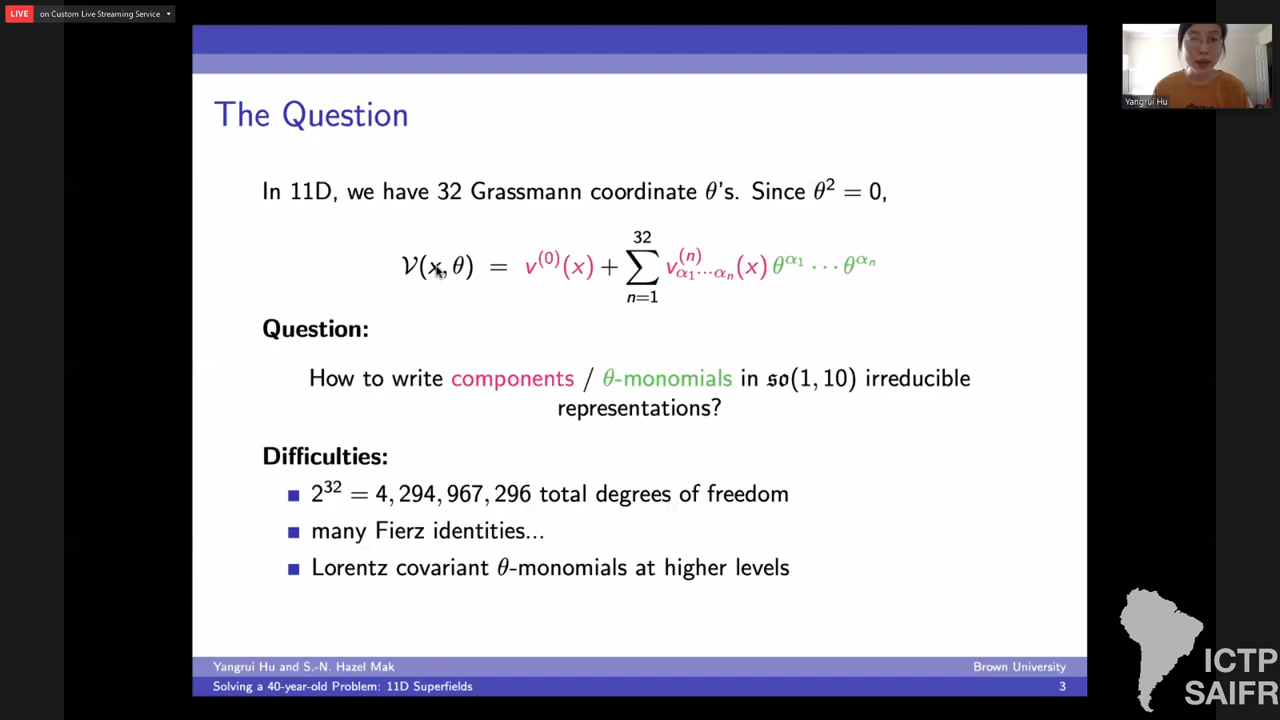 LIVE on Custom Live Streaming Service
Yangrui Hu
The Question
In 11D, we have 32 Grassmann coordinate θ's. Since θ² = 0,
𝒱(x, θ) = v⁽⁰⁾(x) + ∑_{n=1}^{32} v^{(n)}_{α₁⋯αₙ}(x) θ^{α₁} ⋯ θ^{αₙ}
Question:
How to write components / θ-monomials in 𝔰𝔬(1, 10) irreducible
representations?
Difficulties:
■ 2³² = 4, 294, 967, 296 total degrees of freedom
■ many Fierz identities...
■ Lorentz covariant θ-monomials at higher levels
Yangrui Hu and S.-N. Hazel Mak Brown University
Solving a 40-year-old Problem: 11D Superfields 3
ICTP
SAIFR